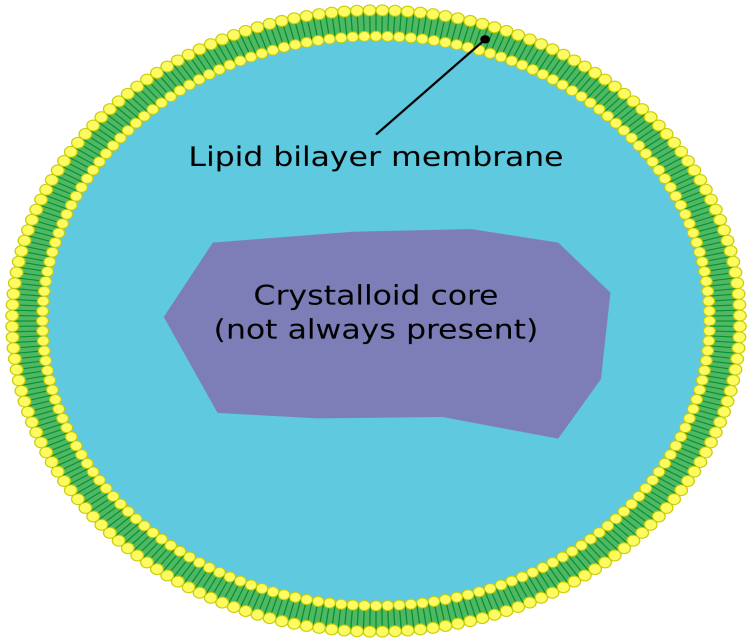 Lipid bilayer membrane
Crystalloid core
(not always present)